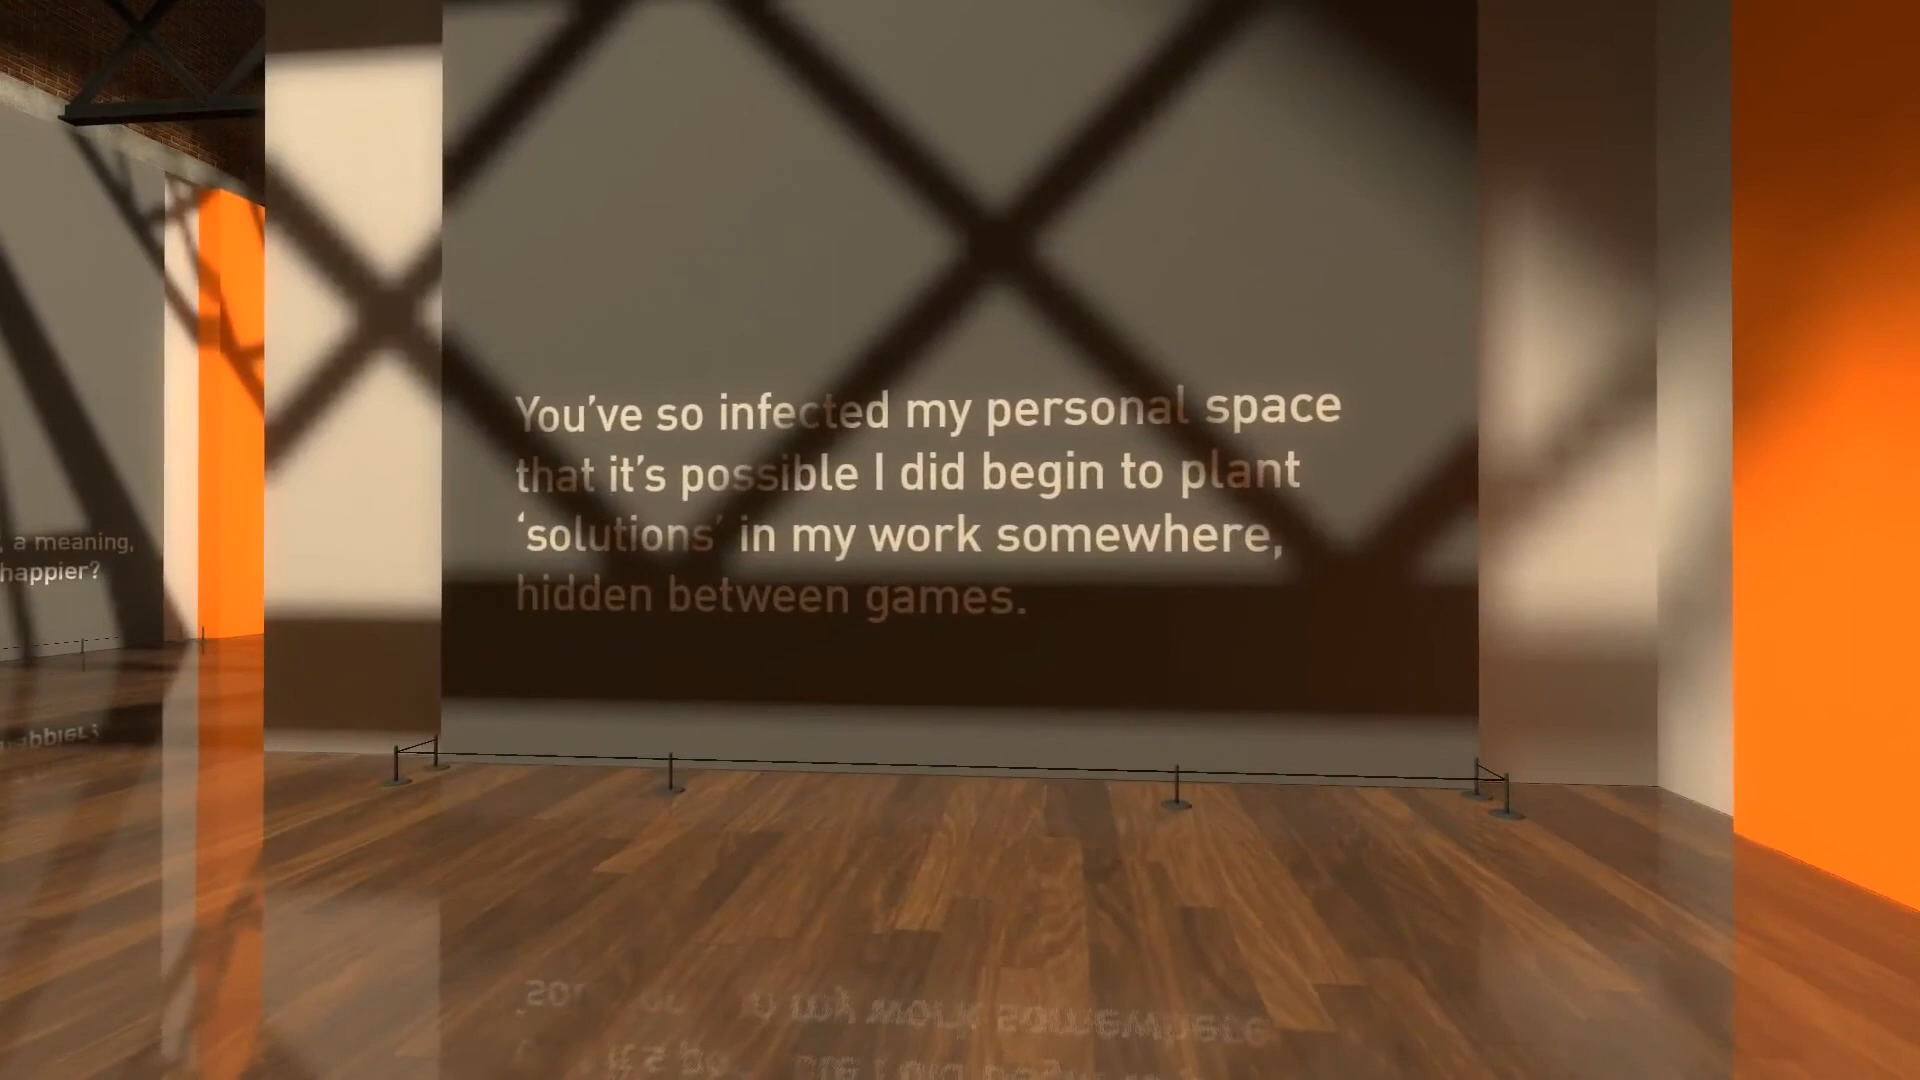 You've so infected my personal space
that it's possible I did begin to plant
‘solutions’ in my work somewhere,
hidden between games.
a meaning,
happier?